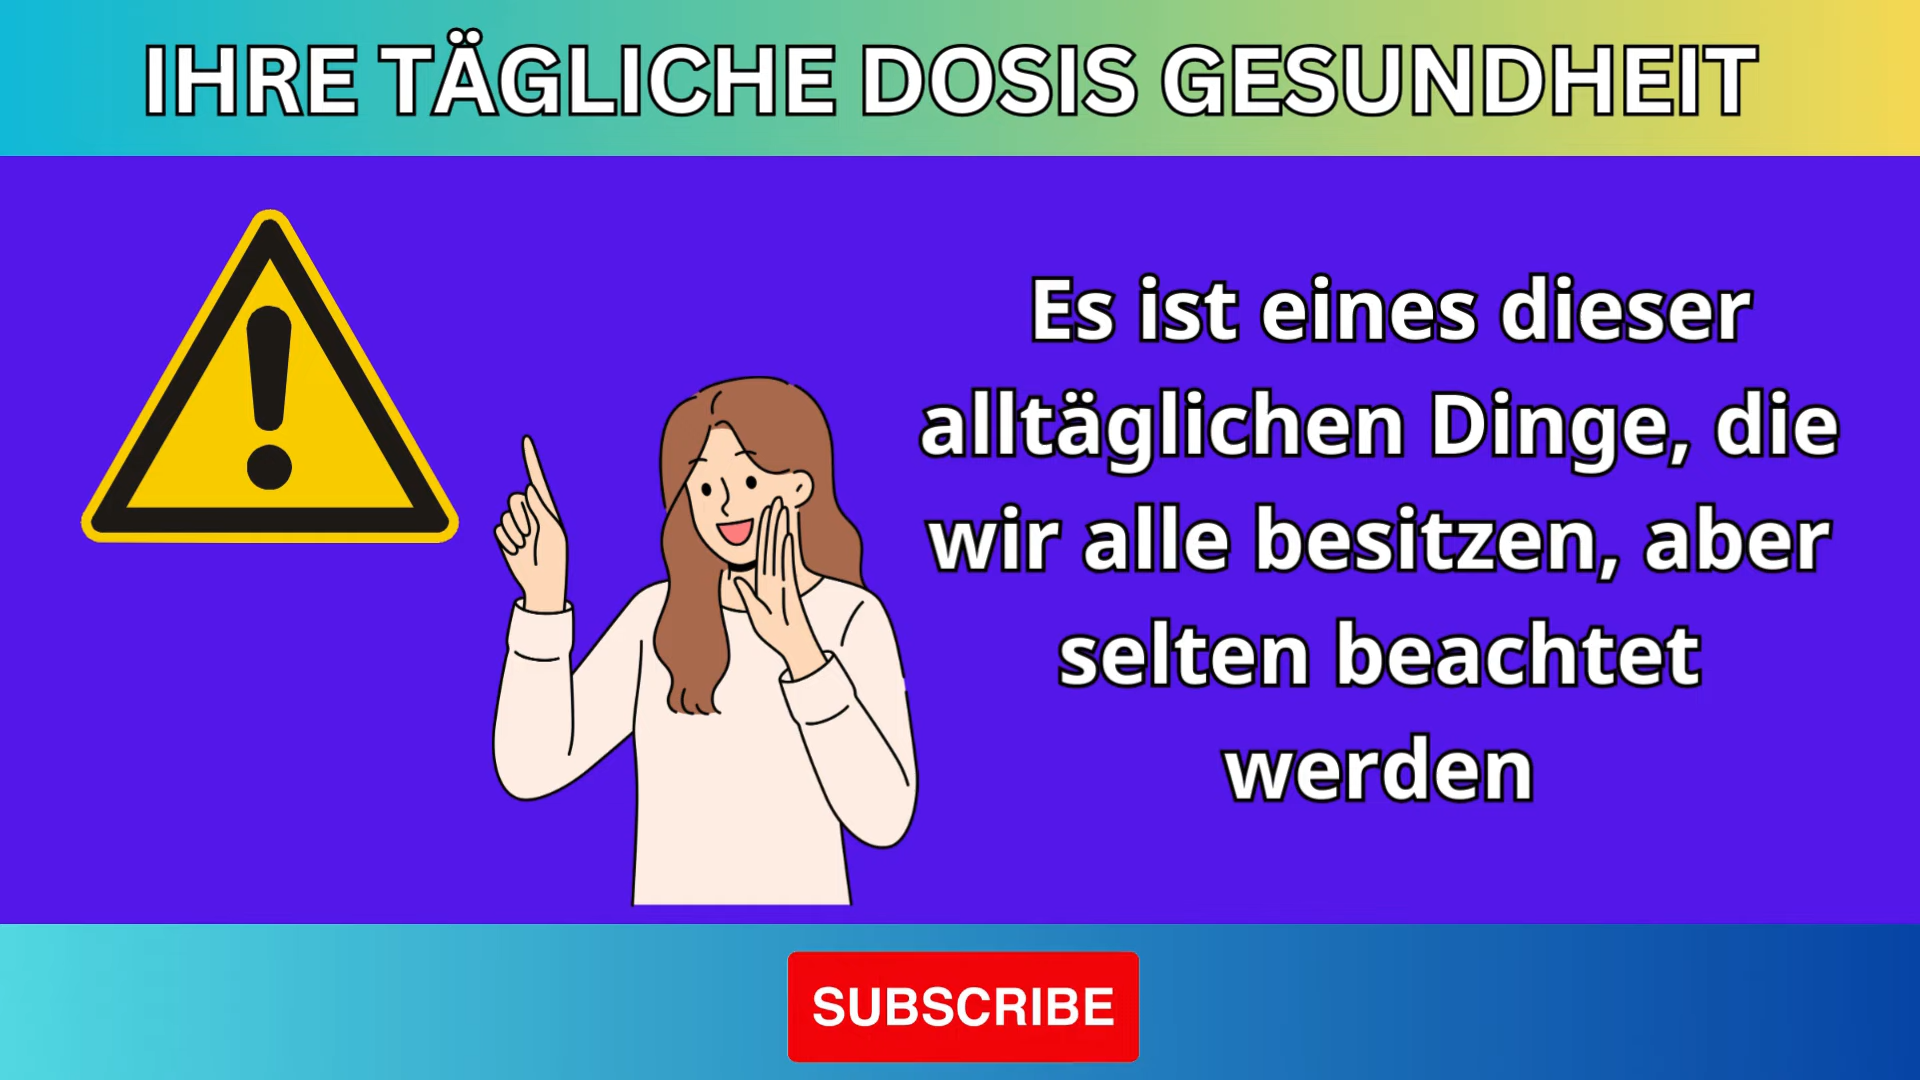 IHRE TÄGLICHE DOSIS GESUNDHEIT
Es ist eines dieser
alltäglichen Dinge, die
wir alle besitzen, aber
selten beachtet
werden
SUBSCRIBE